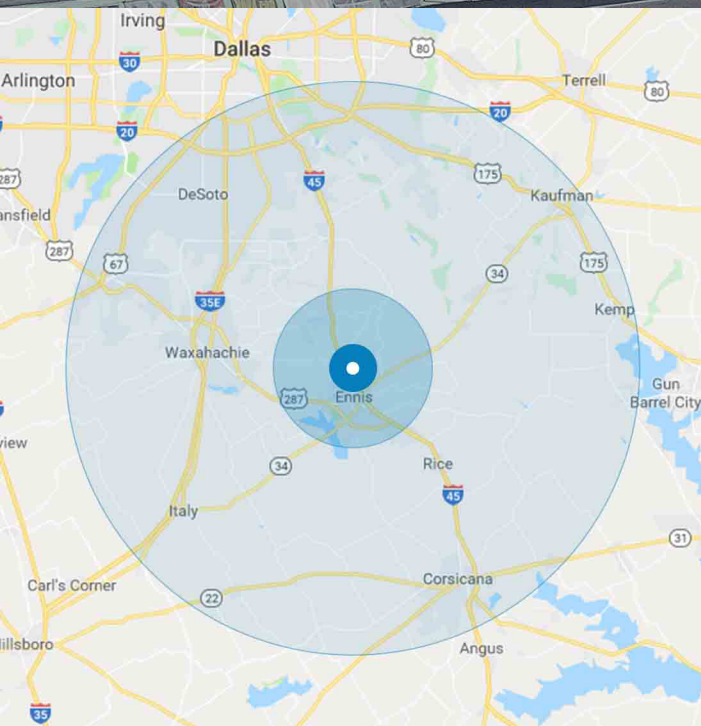 Irving
Dallas
80
30
Arlington
Terrell
80
20
20
287
175
45
DeSoto
Kaufman
ansfield
287
67
175
34
35E
Kemp
Waxahachie
Gun
Barrel City
287
Ennis
view
Rice
34
45
Italy
31
Corsicana
Carl's Corner
22
illsboro
Angus
35